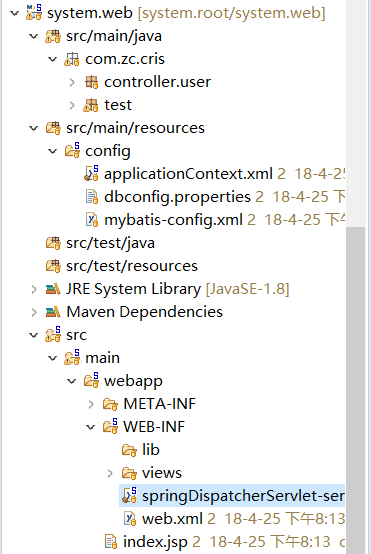 system.web [system.root/system.web]
src/main/java
com.zc.cris
controller.user
test
src/main/resources
config
applicationContext.xml 2 18-4-25
dbconfig.properties 2 18-4-25 下
mybatis-config.xml 2 18-4-25 下午
src/test/java
src/test/resources
JRE System Library [JavaSE-1.8]
Maven Dependencies
src
main
webapp
META-INF
WEB-INF
lib
views
springDispatcherServlet-ser
web.xml 2 18-4-25 下午8:13
index.jsp 2 18-4-25 下午8:13 c